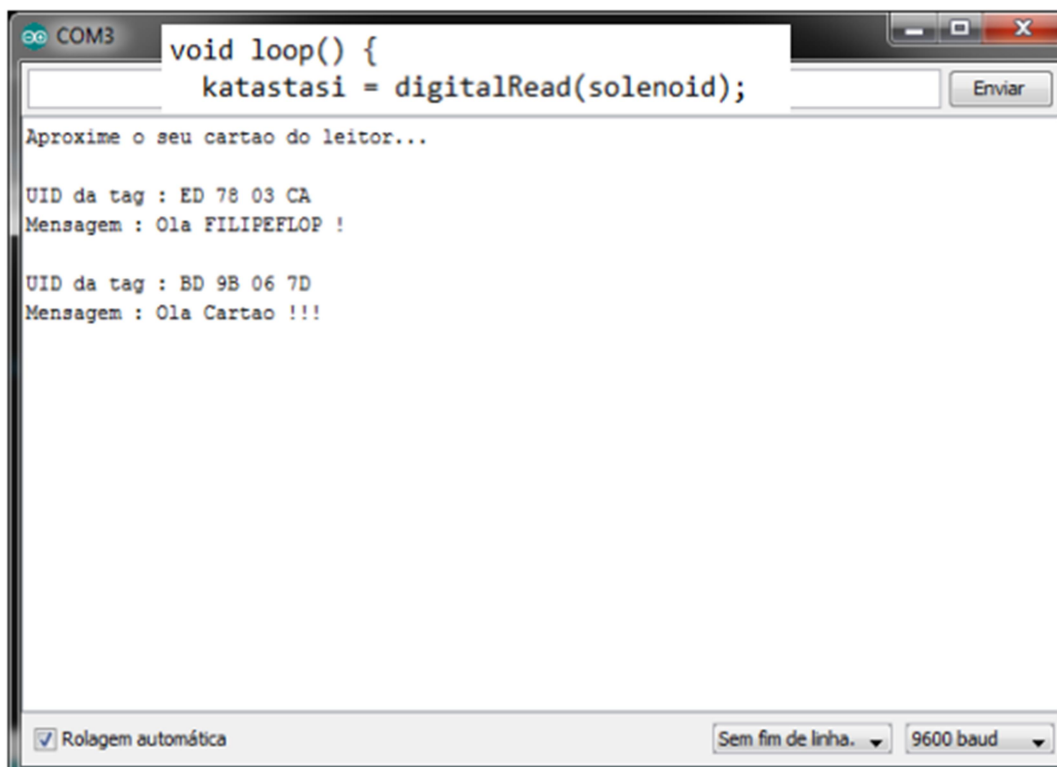 COM3
void loop() {
katastasi = digitalRead(solenoid);
Enviar
Aproxime o seu cartao do leitor...
UID da tag : ED 78 03 CA
Mensagem : Ola FILIPEFLOP !
UID da tag : BD 9B 06 7D
Mensagem : Ola Cartao !!!
Rolagem automática
Sem fim de linha.
9600 baud